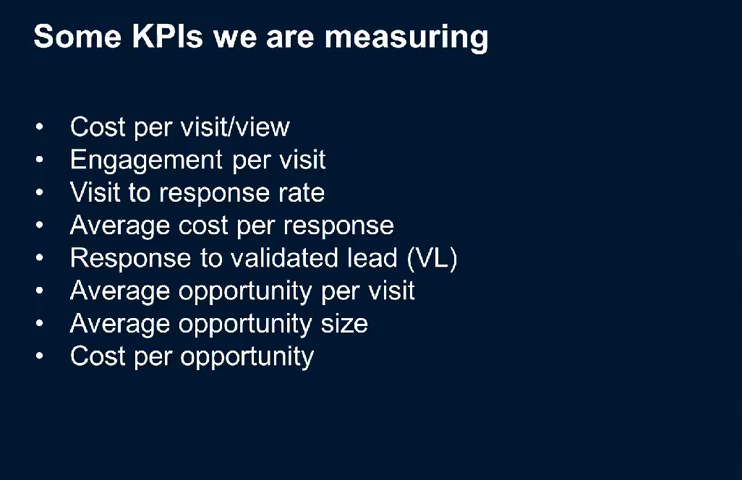 Some KPIs we are measuring
• Cost per visit/view
• Engagement per visit
• Visit to response rate
• Average cost per response
• Response to validated lead (VL)
• Average opportunity per visit
• Average opportunity size
• Cost per opportunity